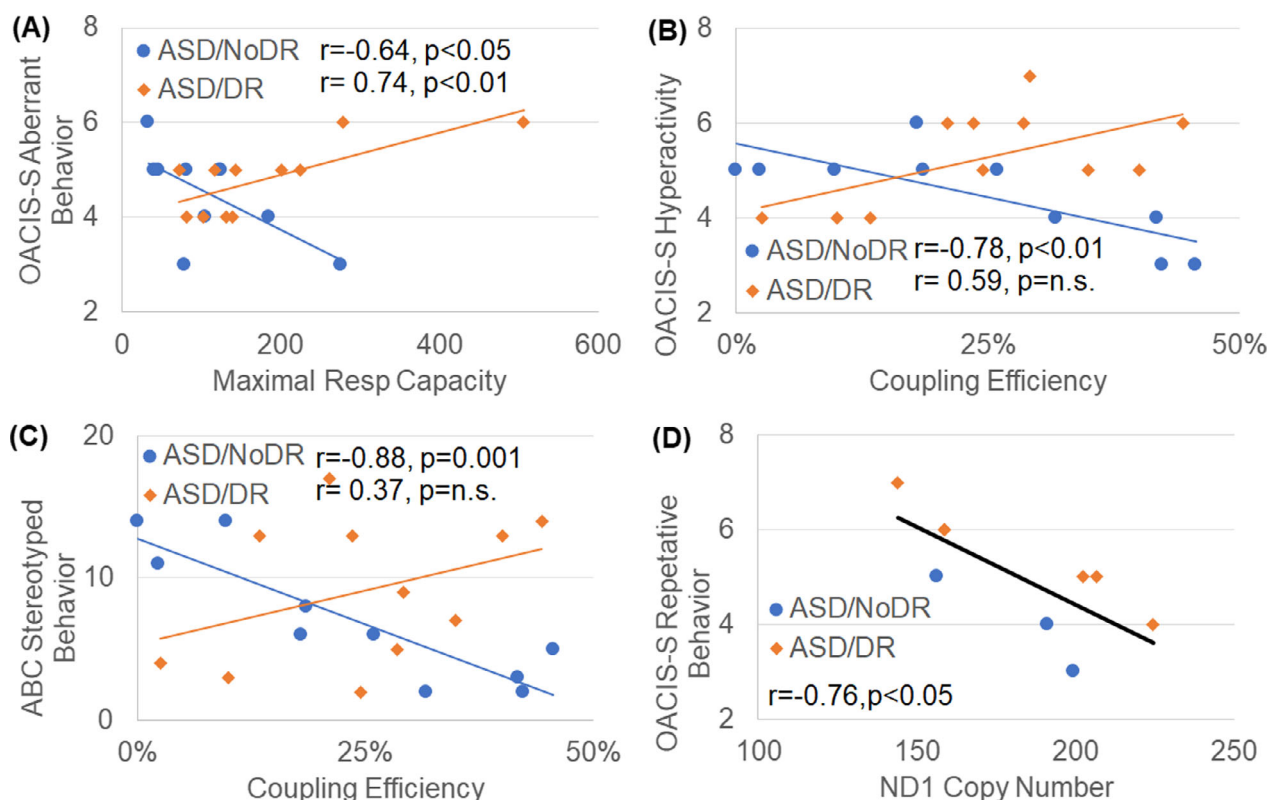 (A)
8
6
4
2
OACIS-S Aberrant
Behavior
ASD/NoDR
ASD/DR
r=-0.64, p<0.05
r= 0.74, p<0.01
0
200
400
600
Maximal Resp Capacity
(B)
8
6
4
2
OACIS-S Hyperactivity
ASD/NoDR
ASD/DR
r=-0.78, p<0.01
r= 0.59, p=n.s.
0%
25%
50%
Coupling Efficiency
(C)
20
10
0
ABC Stereotyped
Behavior
ASD/NoDR
ASD/DR
r=-0.88, p=0.001
r= 0.37, p=n.s.
0%
25%
50%
Coupling Efficiency
(D)
8
6
4
2
OACIS-S Repetative
Behavior
ASD/NoDR
ASD/DR
r=-0.76,p<0.05
100
150
200
250
ND1 Copy Number